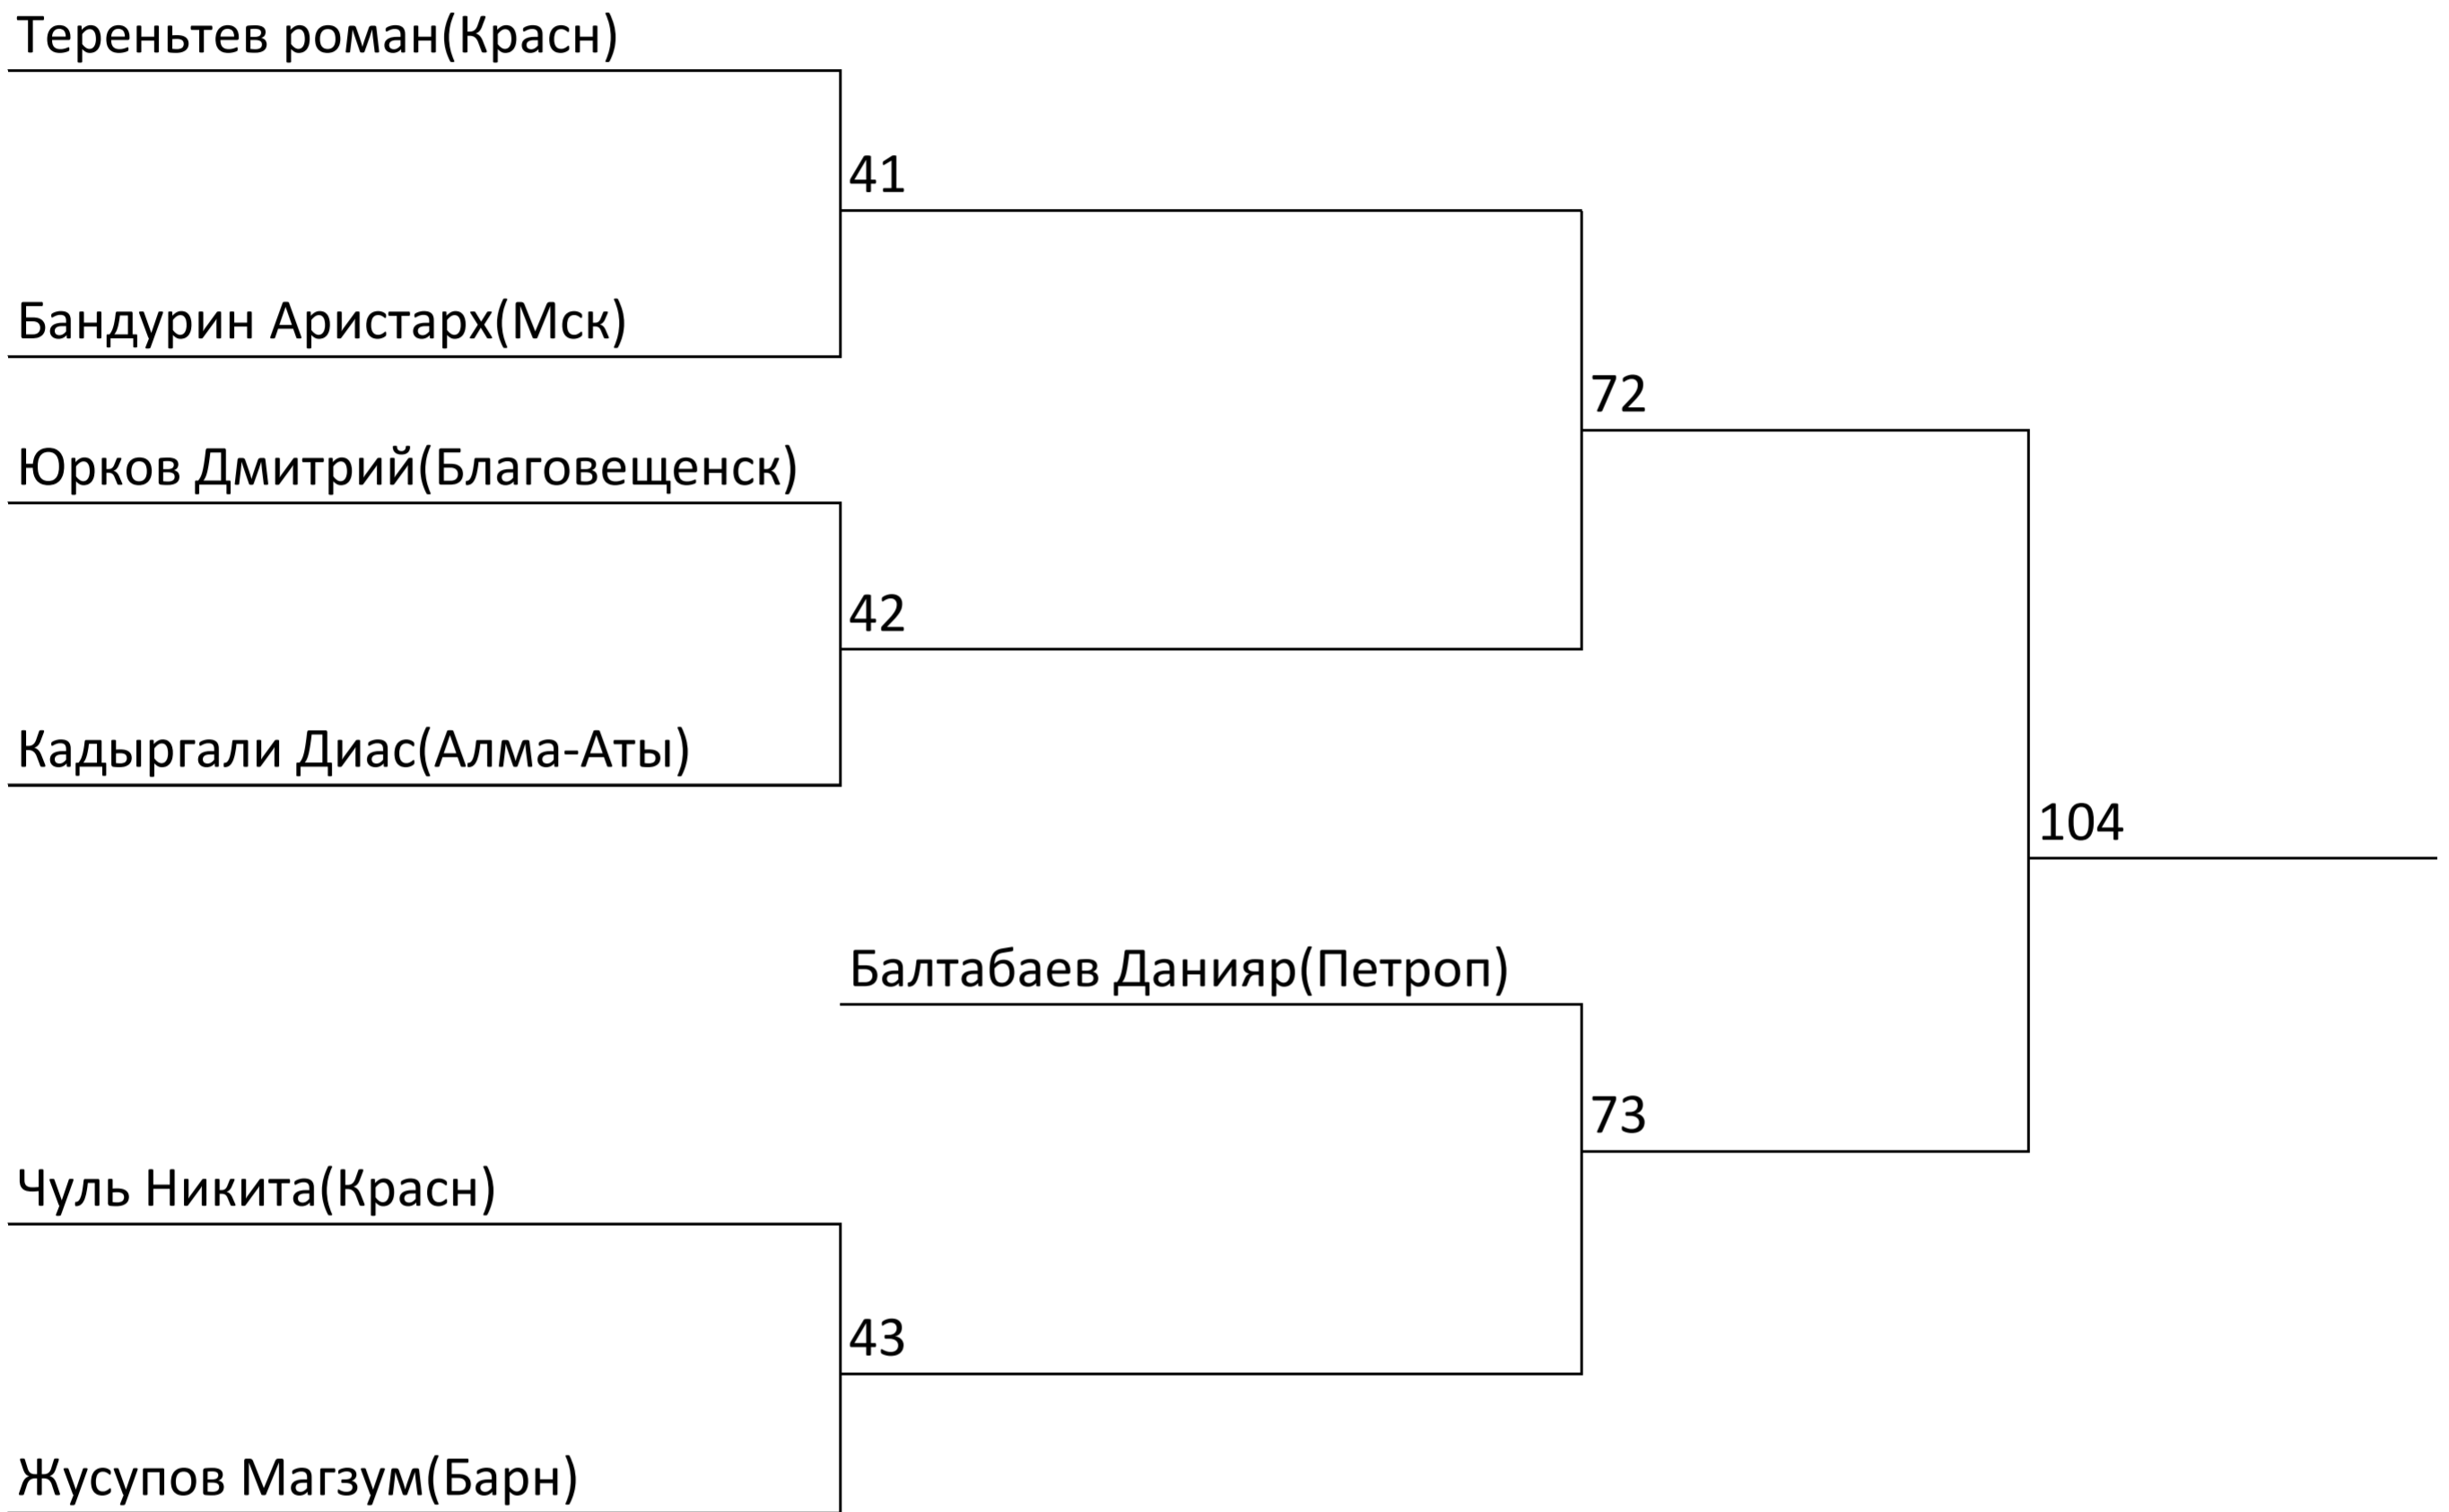 Тереньтев роман(Красн)
41
Бандурин Аристарх(Мск)
72
Юрков Дмитрий(Благовещенск)
42
Кадыргали Диас(Алма-Аты)
104
Балтабаев Данияр(Петроп)
73
Чуль Никита(Красн)
43
Жусупов Магзум(Барн)